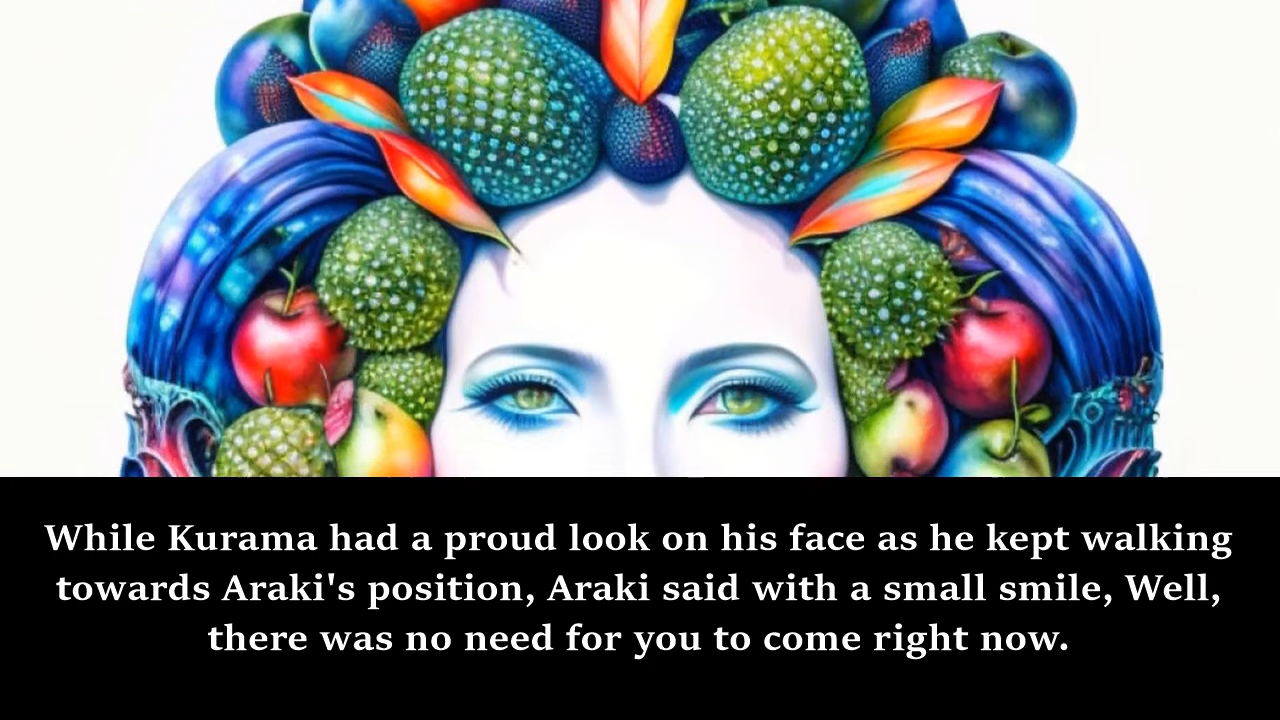 While Kurama had a proud look on his face as he kept walking
towards Araki's position, Araki said with a small smile, Well,
there was no need for you to come right now.